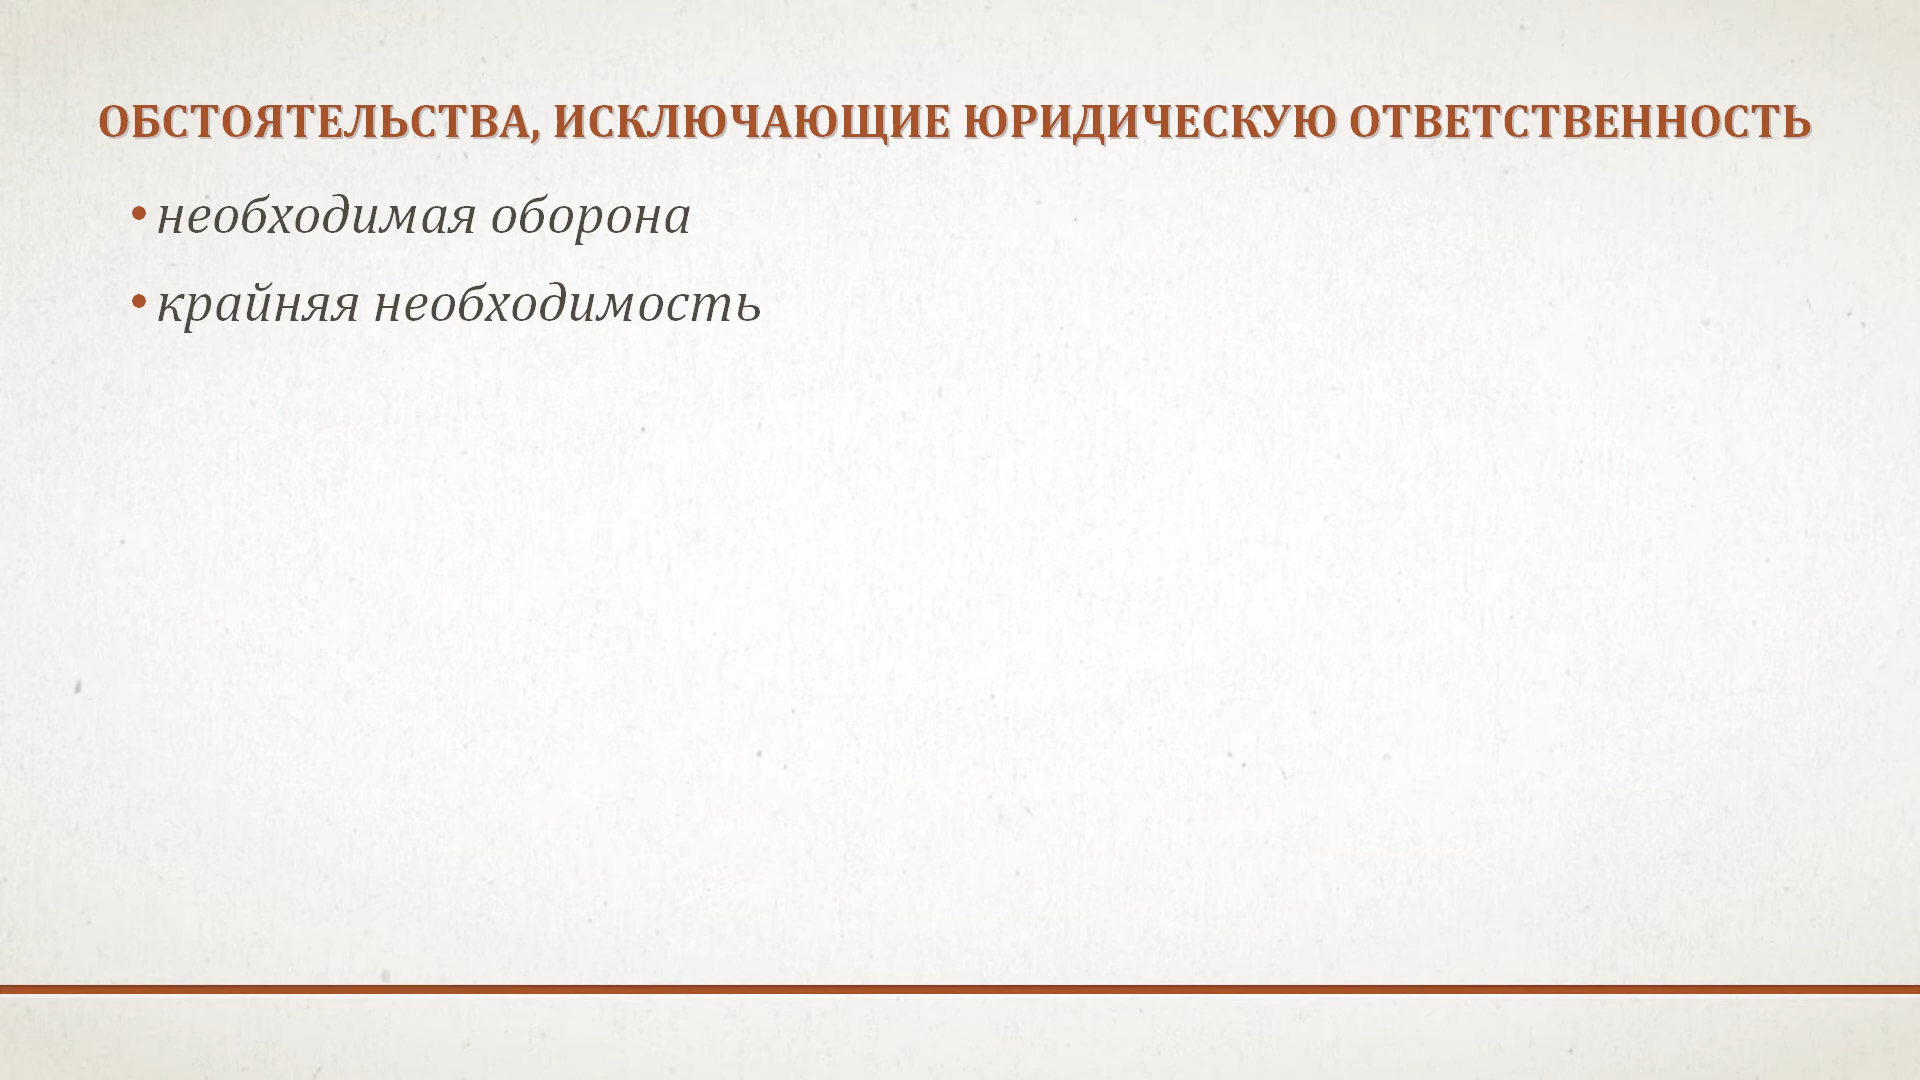 ОБСТОЯТЕЛЬСТВА, ИСКЛЮЧАЮЩИЕ ЮРИДИЧЕСКУЮ ОТВЕТСТВЕННОСТЬ
• необходимая оборона
• крайняя необходимость